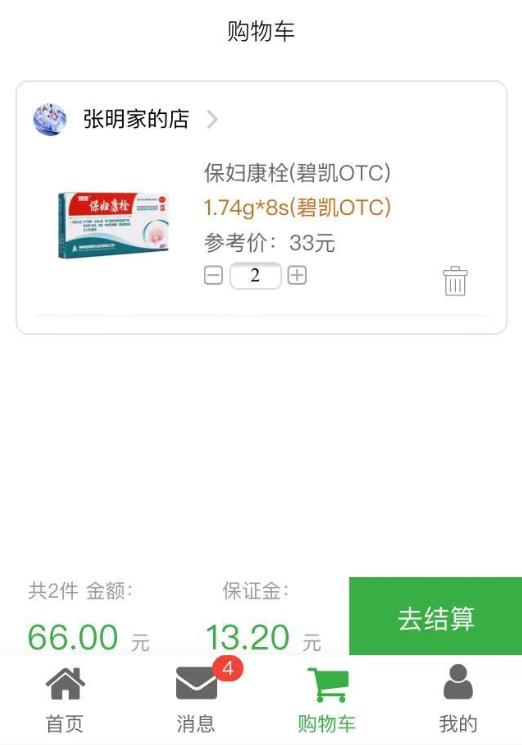 购物车
张明家的店
保妇康栓(碧凯OTC)
1.74g*8s(碧凯OTC)
参考价：33元
2
保妇康栓
共2件 金额：
保证金：
66.00 元
13.20 元
去结算
4
首页
消息
购物车
我的